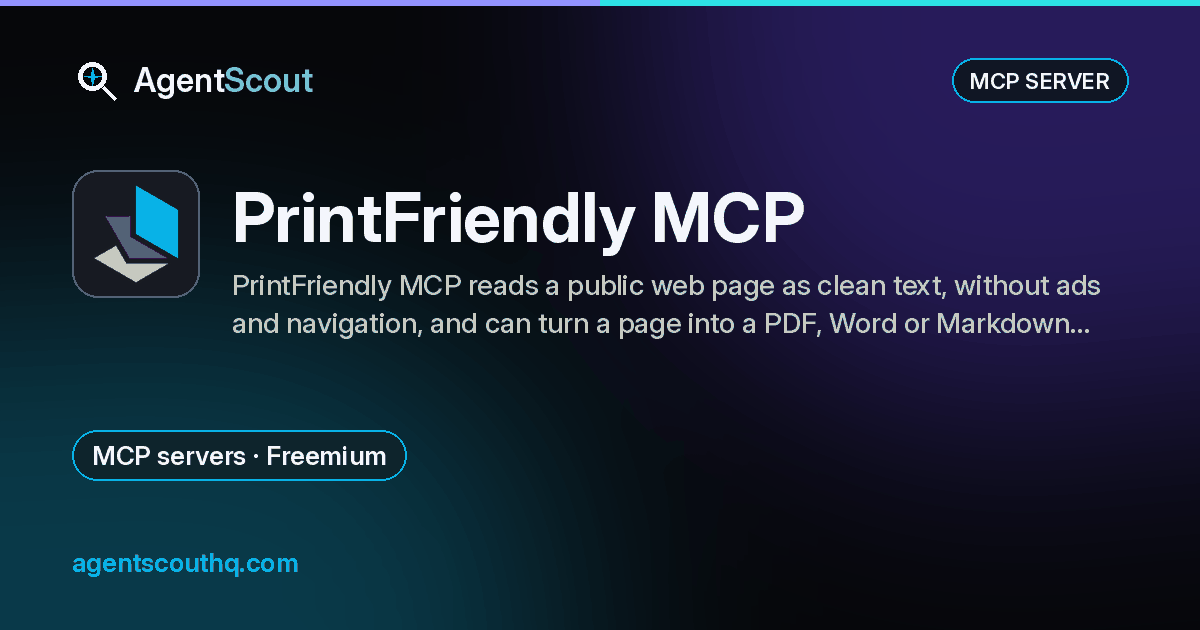 AgentScout
MCP SERVER
PrintFriendly MCP
PrintFriendly MCP reads a public web page as clean text, without ads
and navigation, and can turn a page into a PDF, Word or Markdown...
MCP servers · Freemium
agentscouthq.com